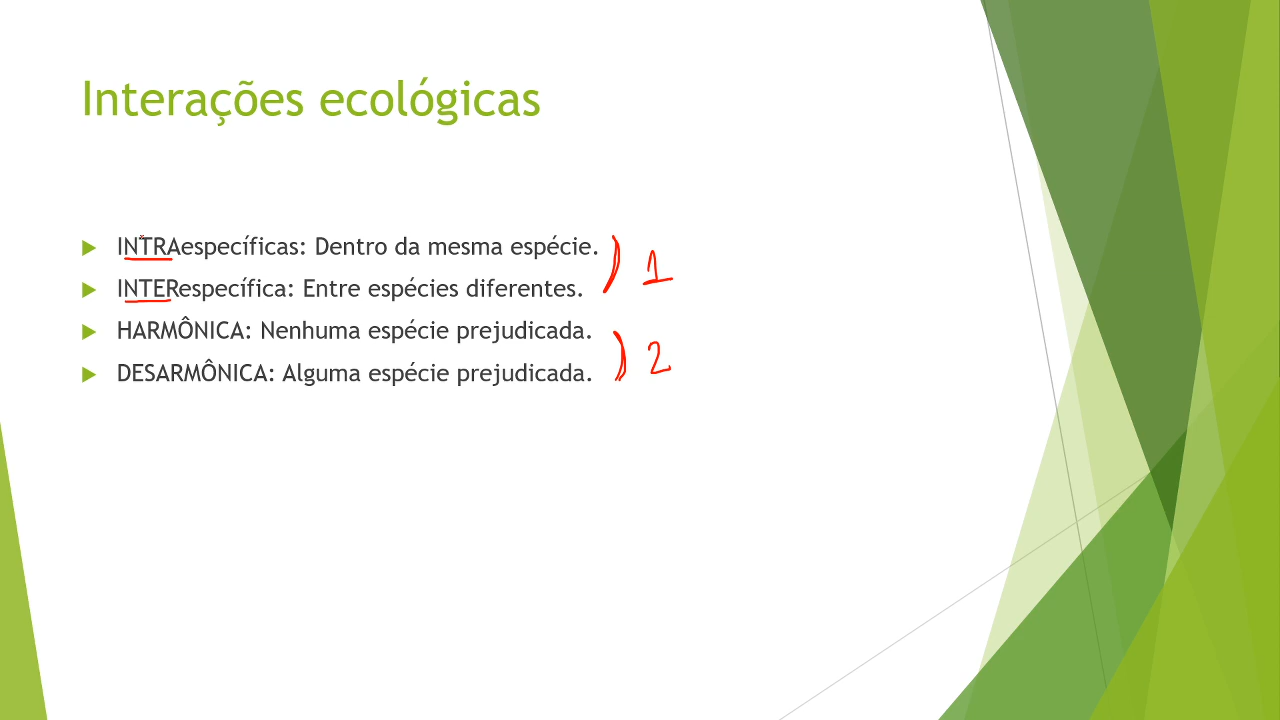 Interações ecológicas
INTRAespecíficas: Dentro da mesma espécie.
INTERespecífica: Entre espécies diferentes.
1
HARMÔNICA: Nenhuma espécie prejudicada.
DESARMÔNICA: Alguma espécie prejudicada.
2